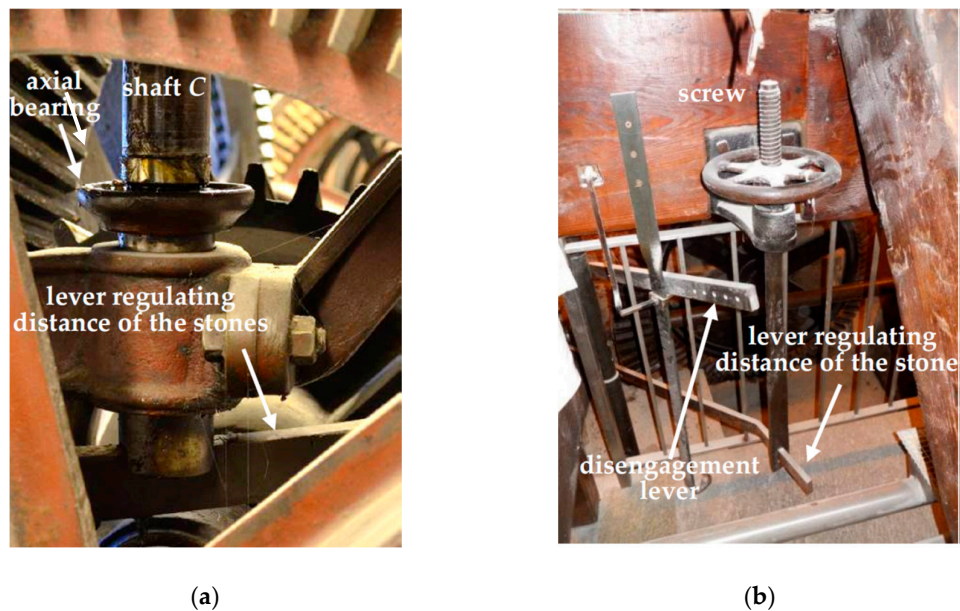 axial
bearing
shaft C
lever regulating
distance of the stones
(a)
screw
lever regulating
distance of the stone
disengagement
lever
(b)